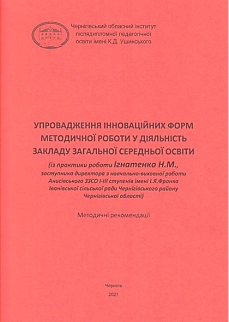 Чернігівський обласний інститут
післядипломної педагогічної
освіти імені К.Д. Ушинського
УПРОВАДЖЕННЯ ІННОВАЦІЙНИХ ФОРМ
МЕТОДИЧНОЇ РОБОТИ У ДІЯЛЬНІСТЬ
ЗАКЛАДУ ЗАГАЛЬНОЇ СЕРЕДНЬОЇ ОСВІТИ
(із практики роботи Ігнатенко Н.М.,
заступника директора з навчально-виховної роботи
Анисівського ЗЗСО І-ІІІ ступенів імені І.Я.Франка
Іванівської сільської ради Чернігівського району
Чернігівської області)
Методичні рекомендації
Чернігів
2021